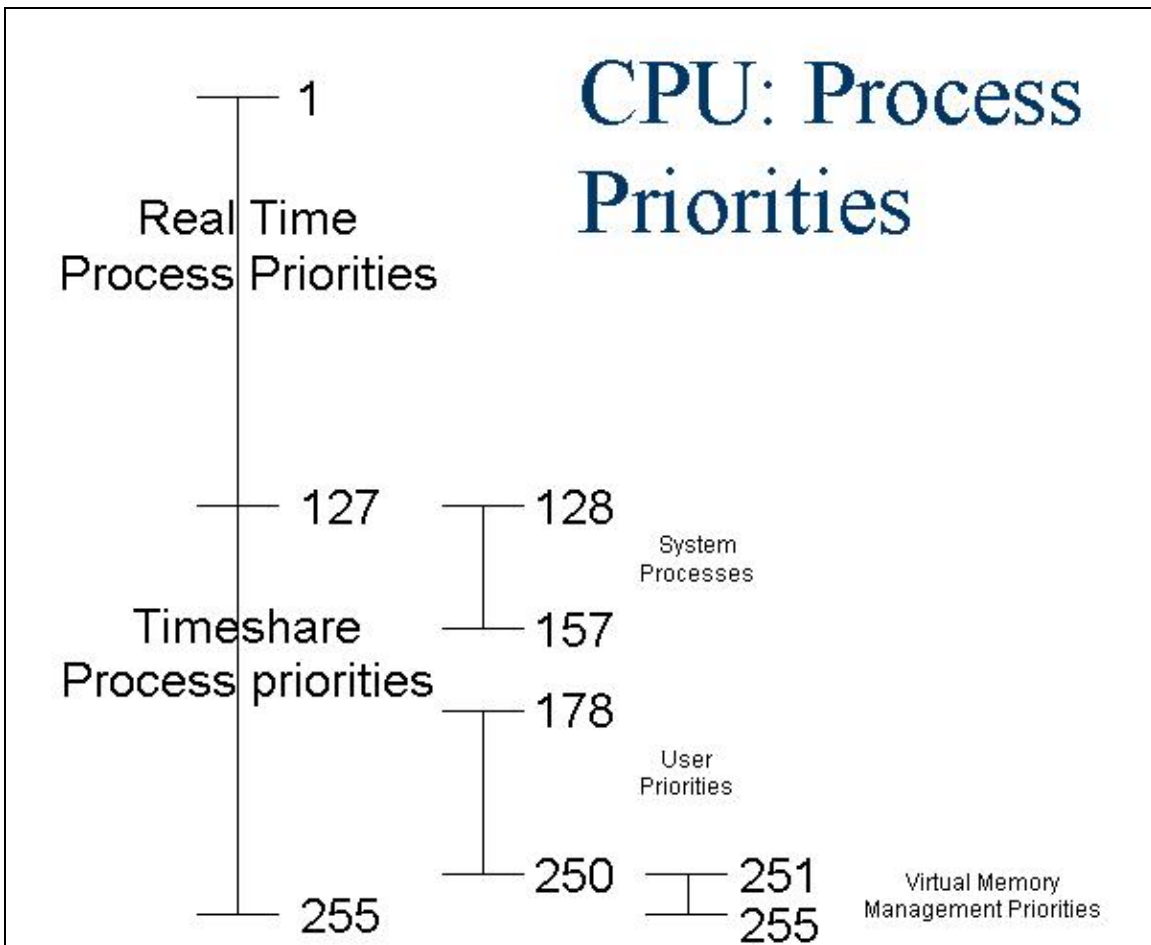 CPU: Process
Priorities
1
Real Time
Process Priorities
127
128
System
Processes
157
Timeshare
Process priorities
178
User
Priorities
250
251
Virtual Memory
Management Priorities
255
255